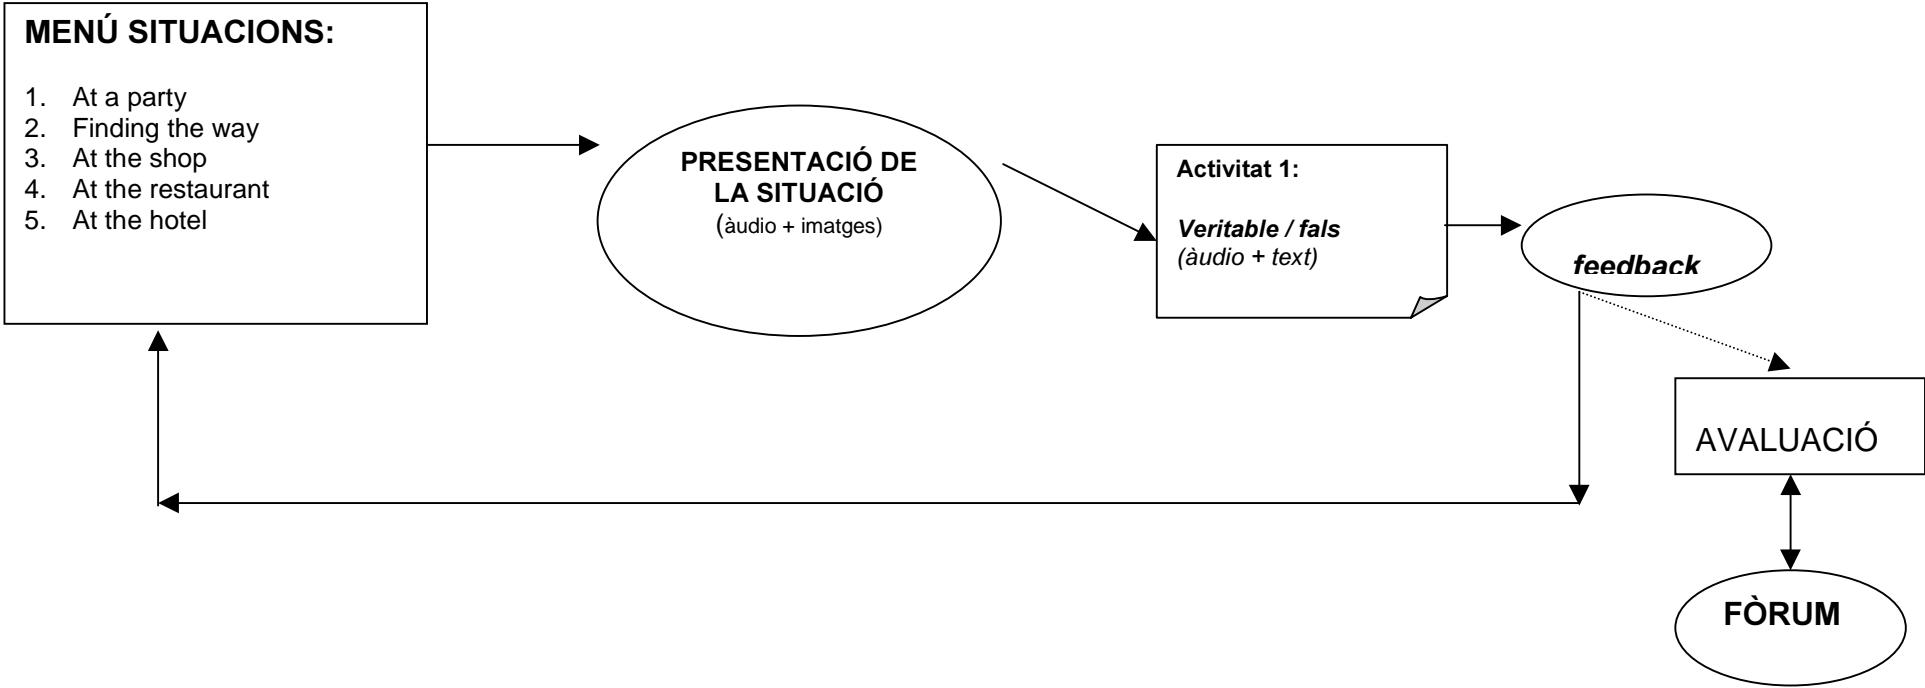 MENÚ SITUACIONS:
1. At a party
2. Finding the way
3. At the shop
4. At the restaurant
5. At the hotel
PRESENTACIÓ DE
LA SITUACIÓ
(àudio + imatges)
Activitat 1:
Veritable / fals
(àudio + text)
feedback
AVALUACIÓ
FÒRUM